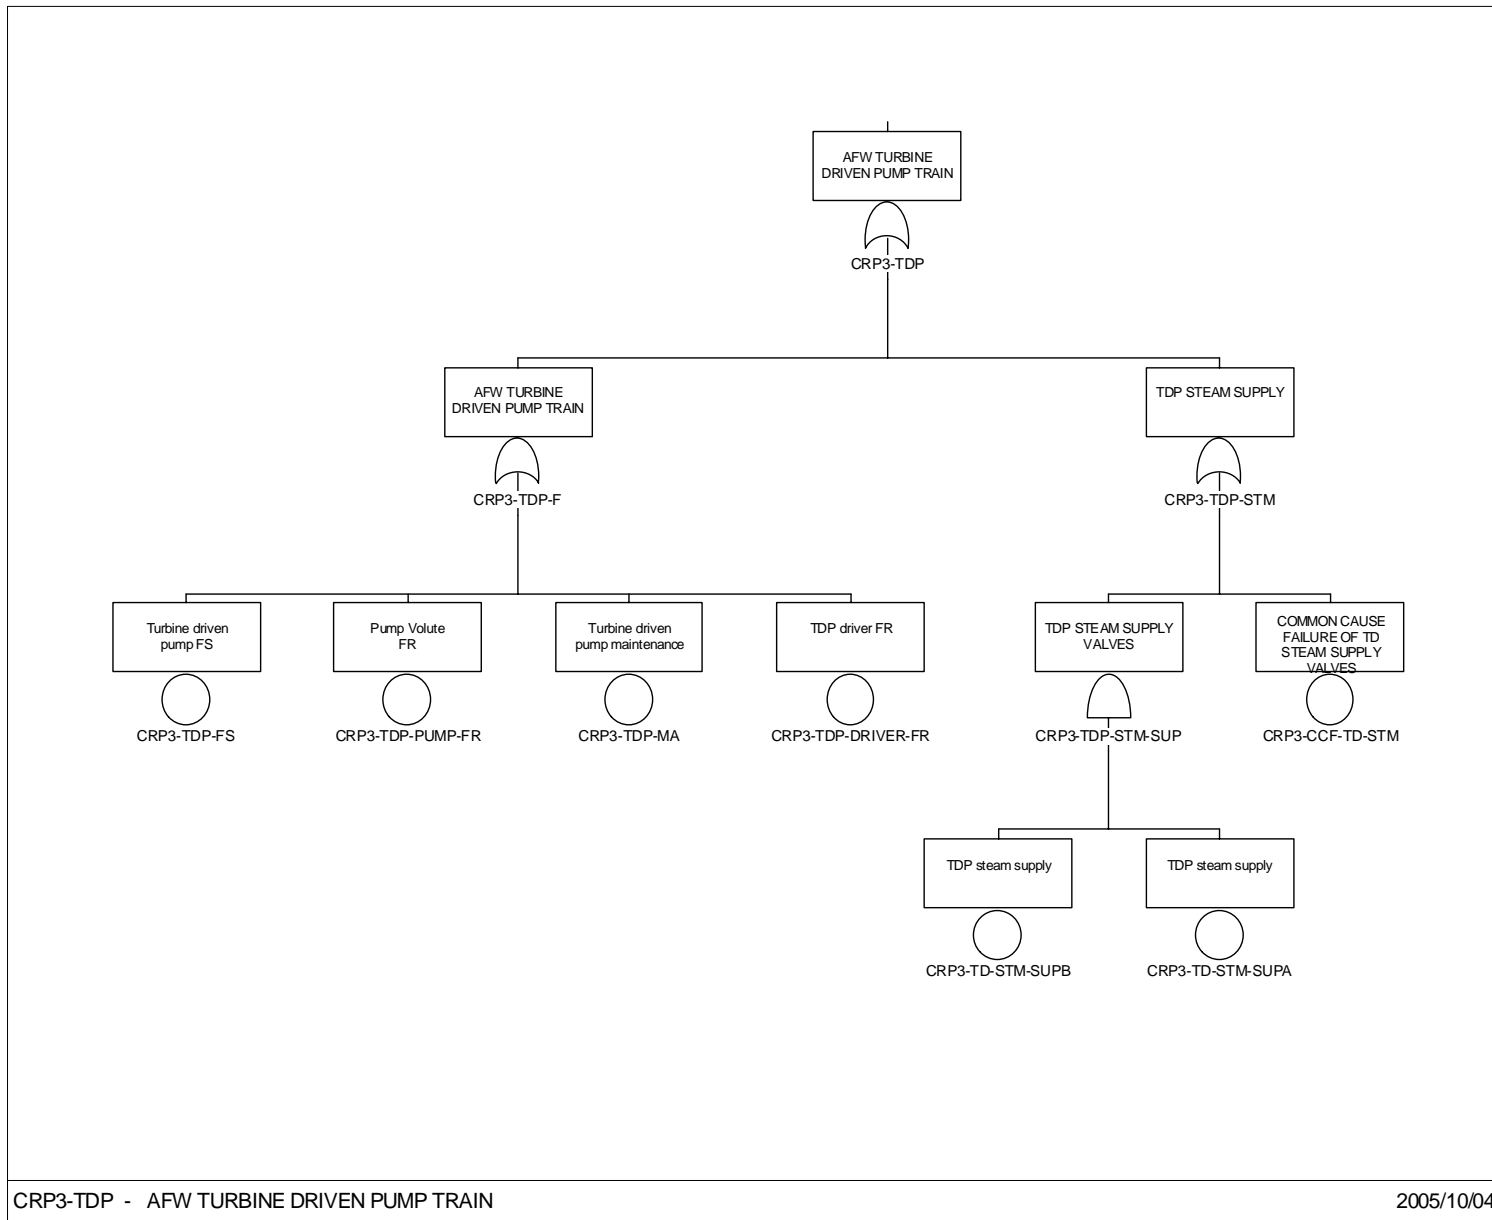 AFW TURBINE
DRIVEN PUMP TRAIN
CRP3-TDP
AFW TURBINE
DRIVEN PUMP TRAIN
CRP3-TDP-F
TDP STEAM SUPPLY
CRP3-TDP-STM
Turbine driven
pump FS
CRP3-TDP-FS
Pump Volute
FR
CRP3-TDP-PUMP-FR
Turbine driven
pump maintenance
CRP3-TDP-MA
TDP driver FR
CRP3-TDP-DRIVER-FR
TDP STEAM SUPPLY
VALVES
CRP3-TDP-STM-SUP
COMMON CAUSE
FAILURE OF TD
STEAM SUPPLY
VALVES
CRP3-CCF-TD-STM
TDP steam supply
CRP3-TD-STM-SUPB
TDP steam supply
CRP3-TD-STM-SUPA
CRP3-TDP - AFW TURBINE DRIVEN PUMP TRAIN
2005/10/04